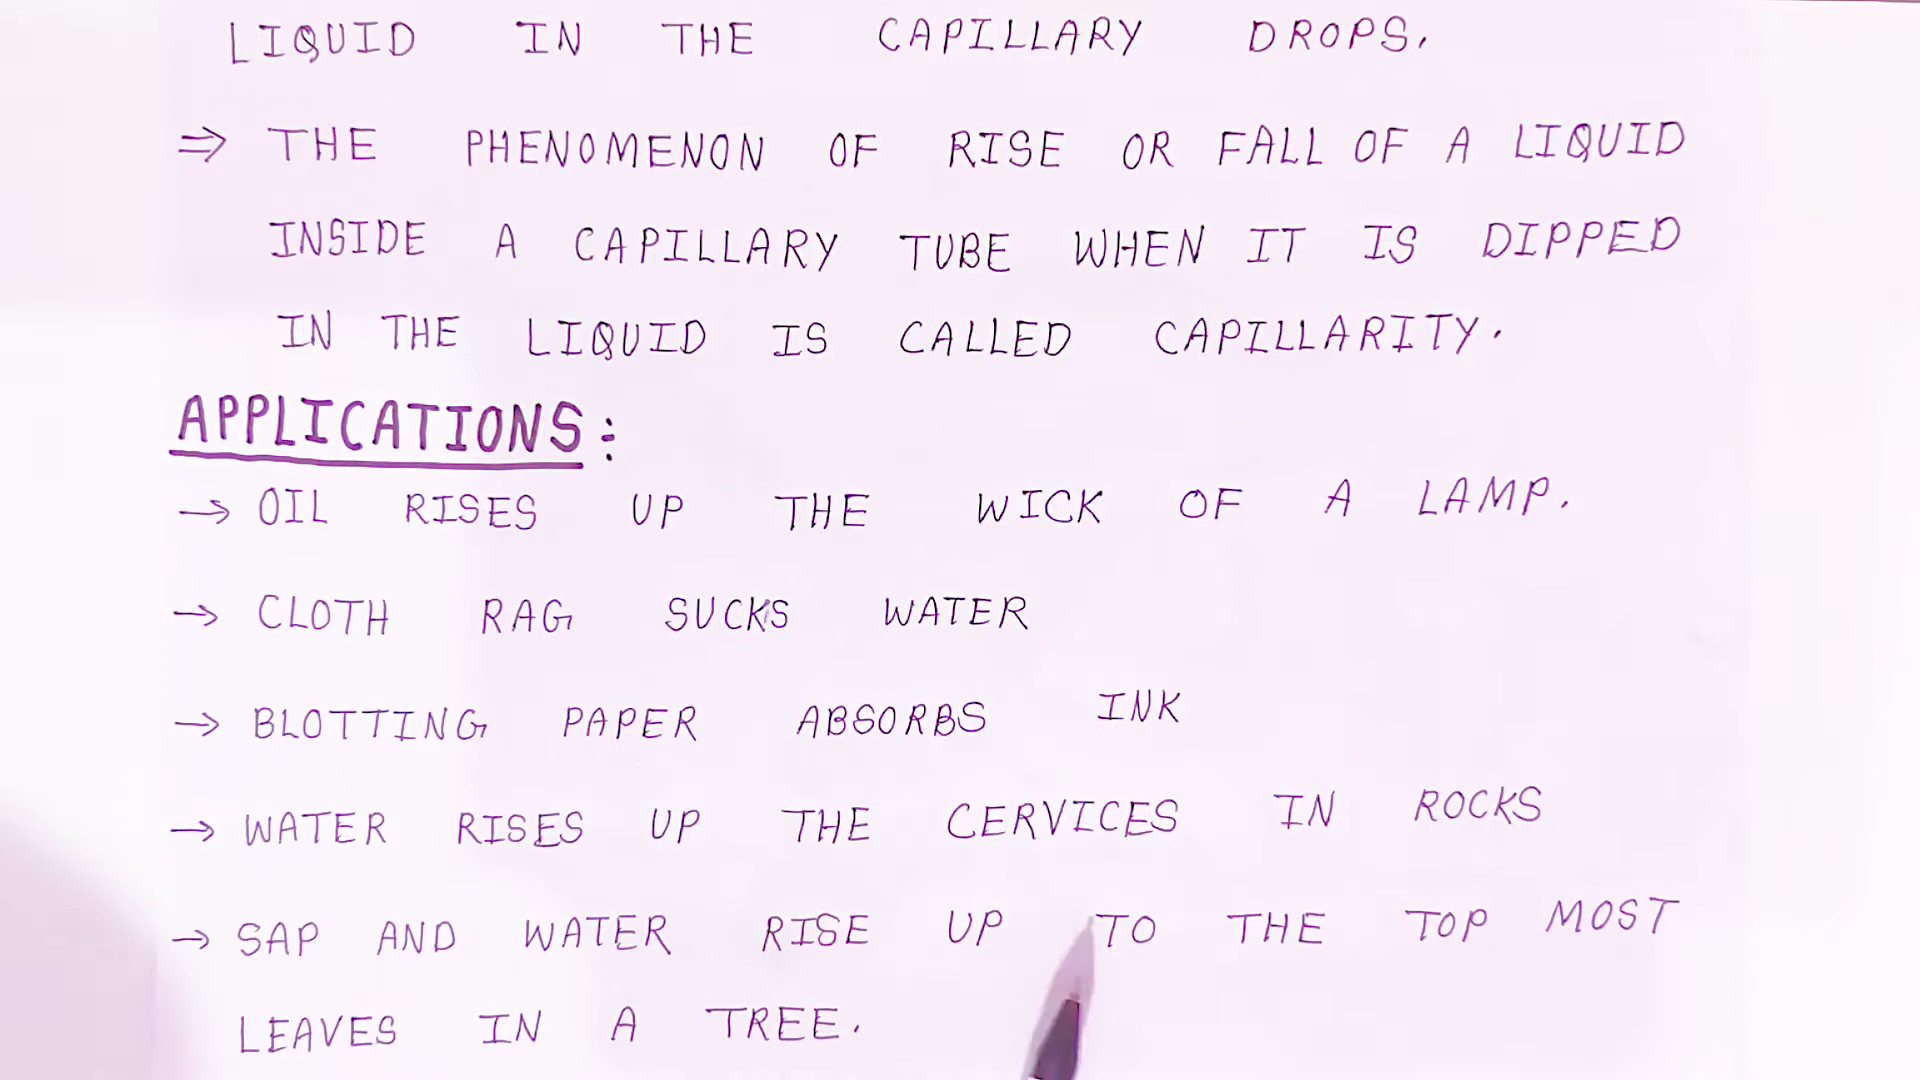 LIQUID IN THE CAPILLARY DROPS.
⇒ THE PHENOMENON OF RISE OR FALL OF A LIQUID
INSIDE A CAPILLARY TUBE WHEN IT IS DIPPED
IN THE LIQUID IS CALLED CAPILLARITY.
APPLICATIONS:
→ OIL RISES UP THE WICK OF A LAMP.
→ CLOTH RAG SUCKS WATER
→ BLOTTING PAPER ABSORBS INK
→ WATER RISES UP THE CERVICES IN ROCKS
→ SAP AND WATER RISE UP TO THE TOP MOST
LEAVES IN A TREE.